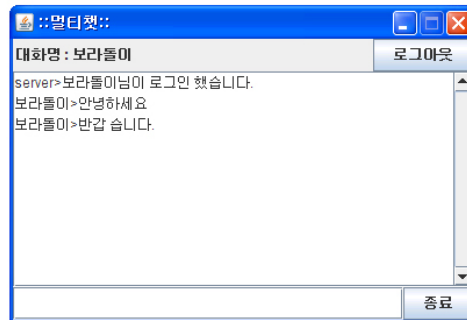 ::멀티챗::
대화명 : 보라돌이
로그아웃
server>보라돌이님이 로그인 했습니다.
보라돌이>안녕하세요
보라돌이>반갑 습니다.
종료